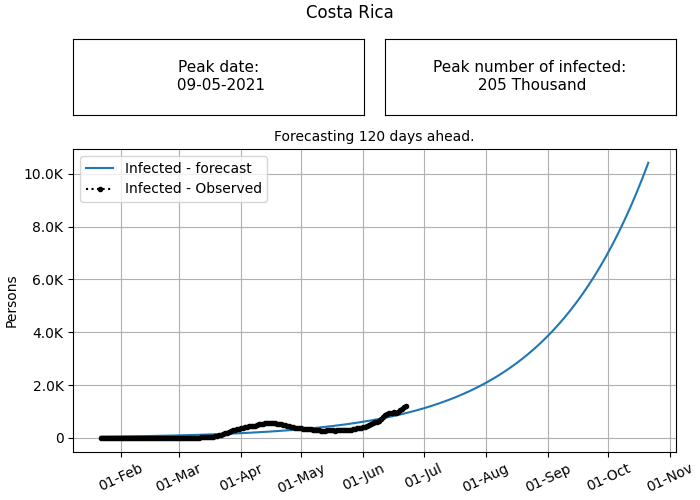 Costa Rica
Peak date:
09-05-2021
Peak number of infected:
205 Thousand
Forecasting 120 days ahead.
Infected - forecast
Infected - Observed
Persons
10.0K
8.0K
6.0K
4.0K
2.0K
0
01-Feb
01-Mar
01-Apr
01-May
01-Jun
01-Jul
01-Aug
01-Sep
01-Oct
01-Nov